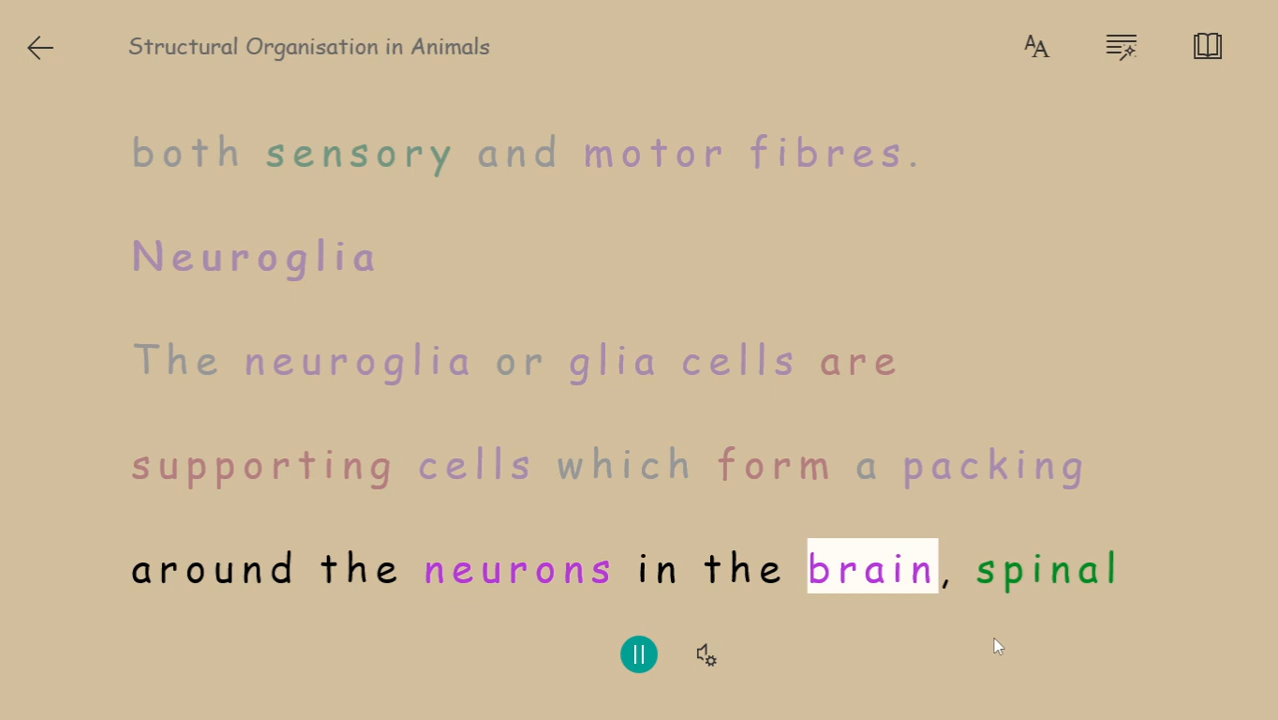 Structural Organisation in Animals
both sensory and motor fibres.
Neuroglia
The neuroglia or glia cells are
supporting cells which form a packing
around the neurons in the brain, spinal